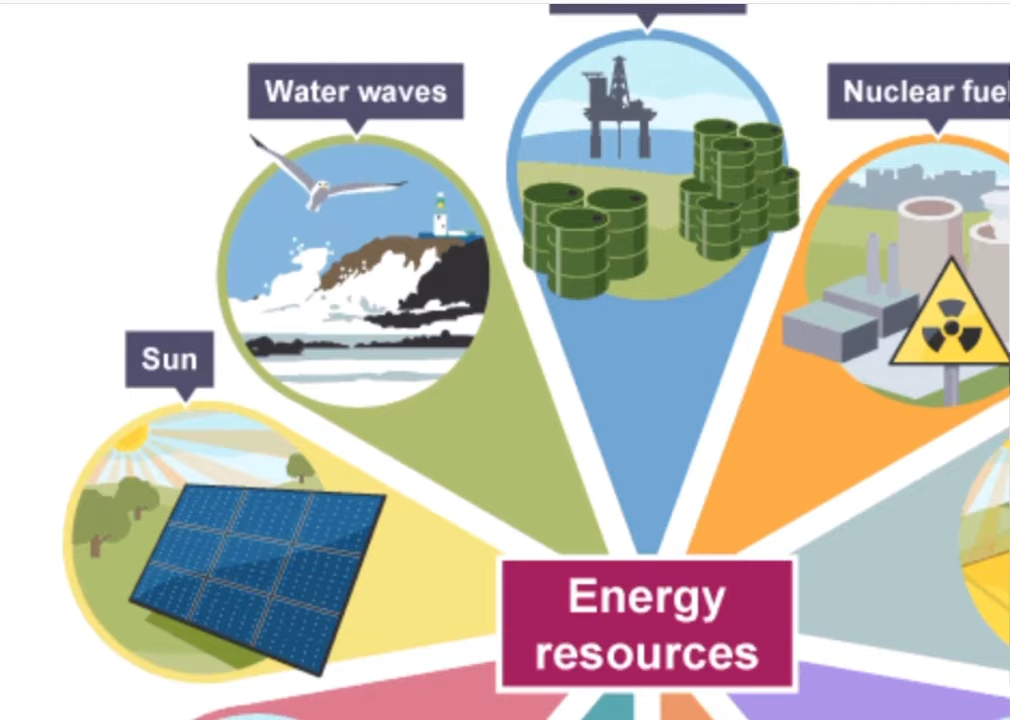 Water waves
Nuclear fuel
Sun
Energy
resources